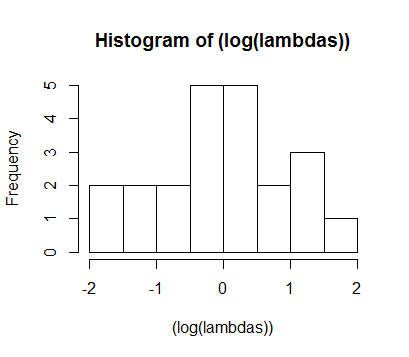 Histogram of (log(lambdas))
Frequency
5
4
3
2
1
0
-2 -1 0 1 2
(log(lambdas))